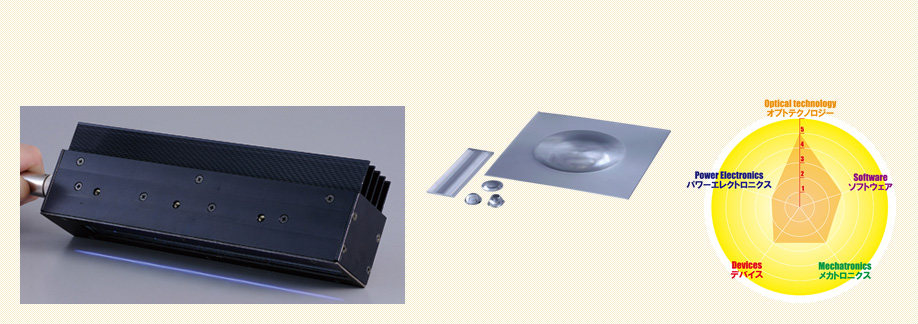 Optical technology
オプトテクノロジー
5
4
3
2
1
Power Electronics
パワーエレクトロニクス
Software
ソフトウェア
Devices
デバイス
Mechatronics
メカトロニクス